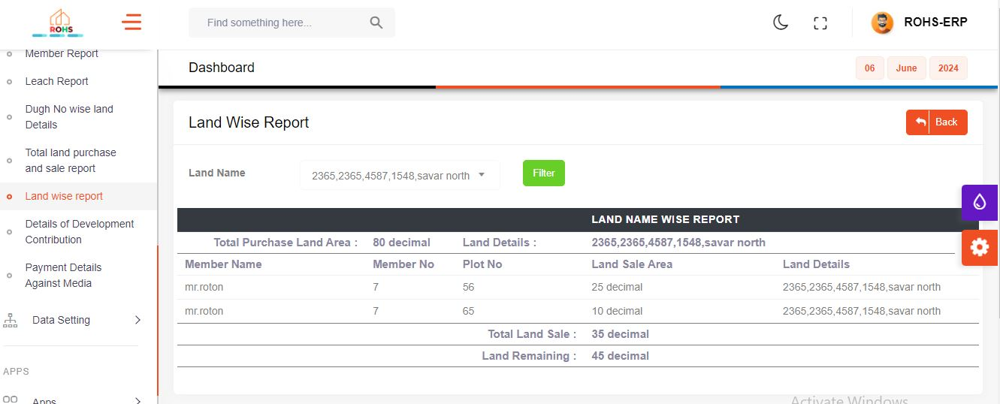 ROHS
Find something here...
ROHS-ERP
Member Report
Leach Report
Dugh No wise land
Details
Total land purchase
and sale report
Land wise report
Details of Development
Contribution
Payment Details
Against Media
Data Setting
APPS
Apps
Dashboard
06 June 2024
Land Wise Report
Back
Land Name
2365,2365,4587,1548,savar north
Filter
LAND NAME WISE REPORT
Total Purchase Land Area : 80 decimal Land Details : 2365,2365,4587,1548,savar north
Member Name Member No Plot No Land Sale Area Land Details
mr.roton 7 56 25 decimal 2365,2365,4587,1548,savar north
mr.roton 7 65 10 decimal 2365,2365,4587,1548,savar north
Total Land Sale : 35 decimal
Land Remaining : 45 decimal
Activate Windows